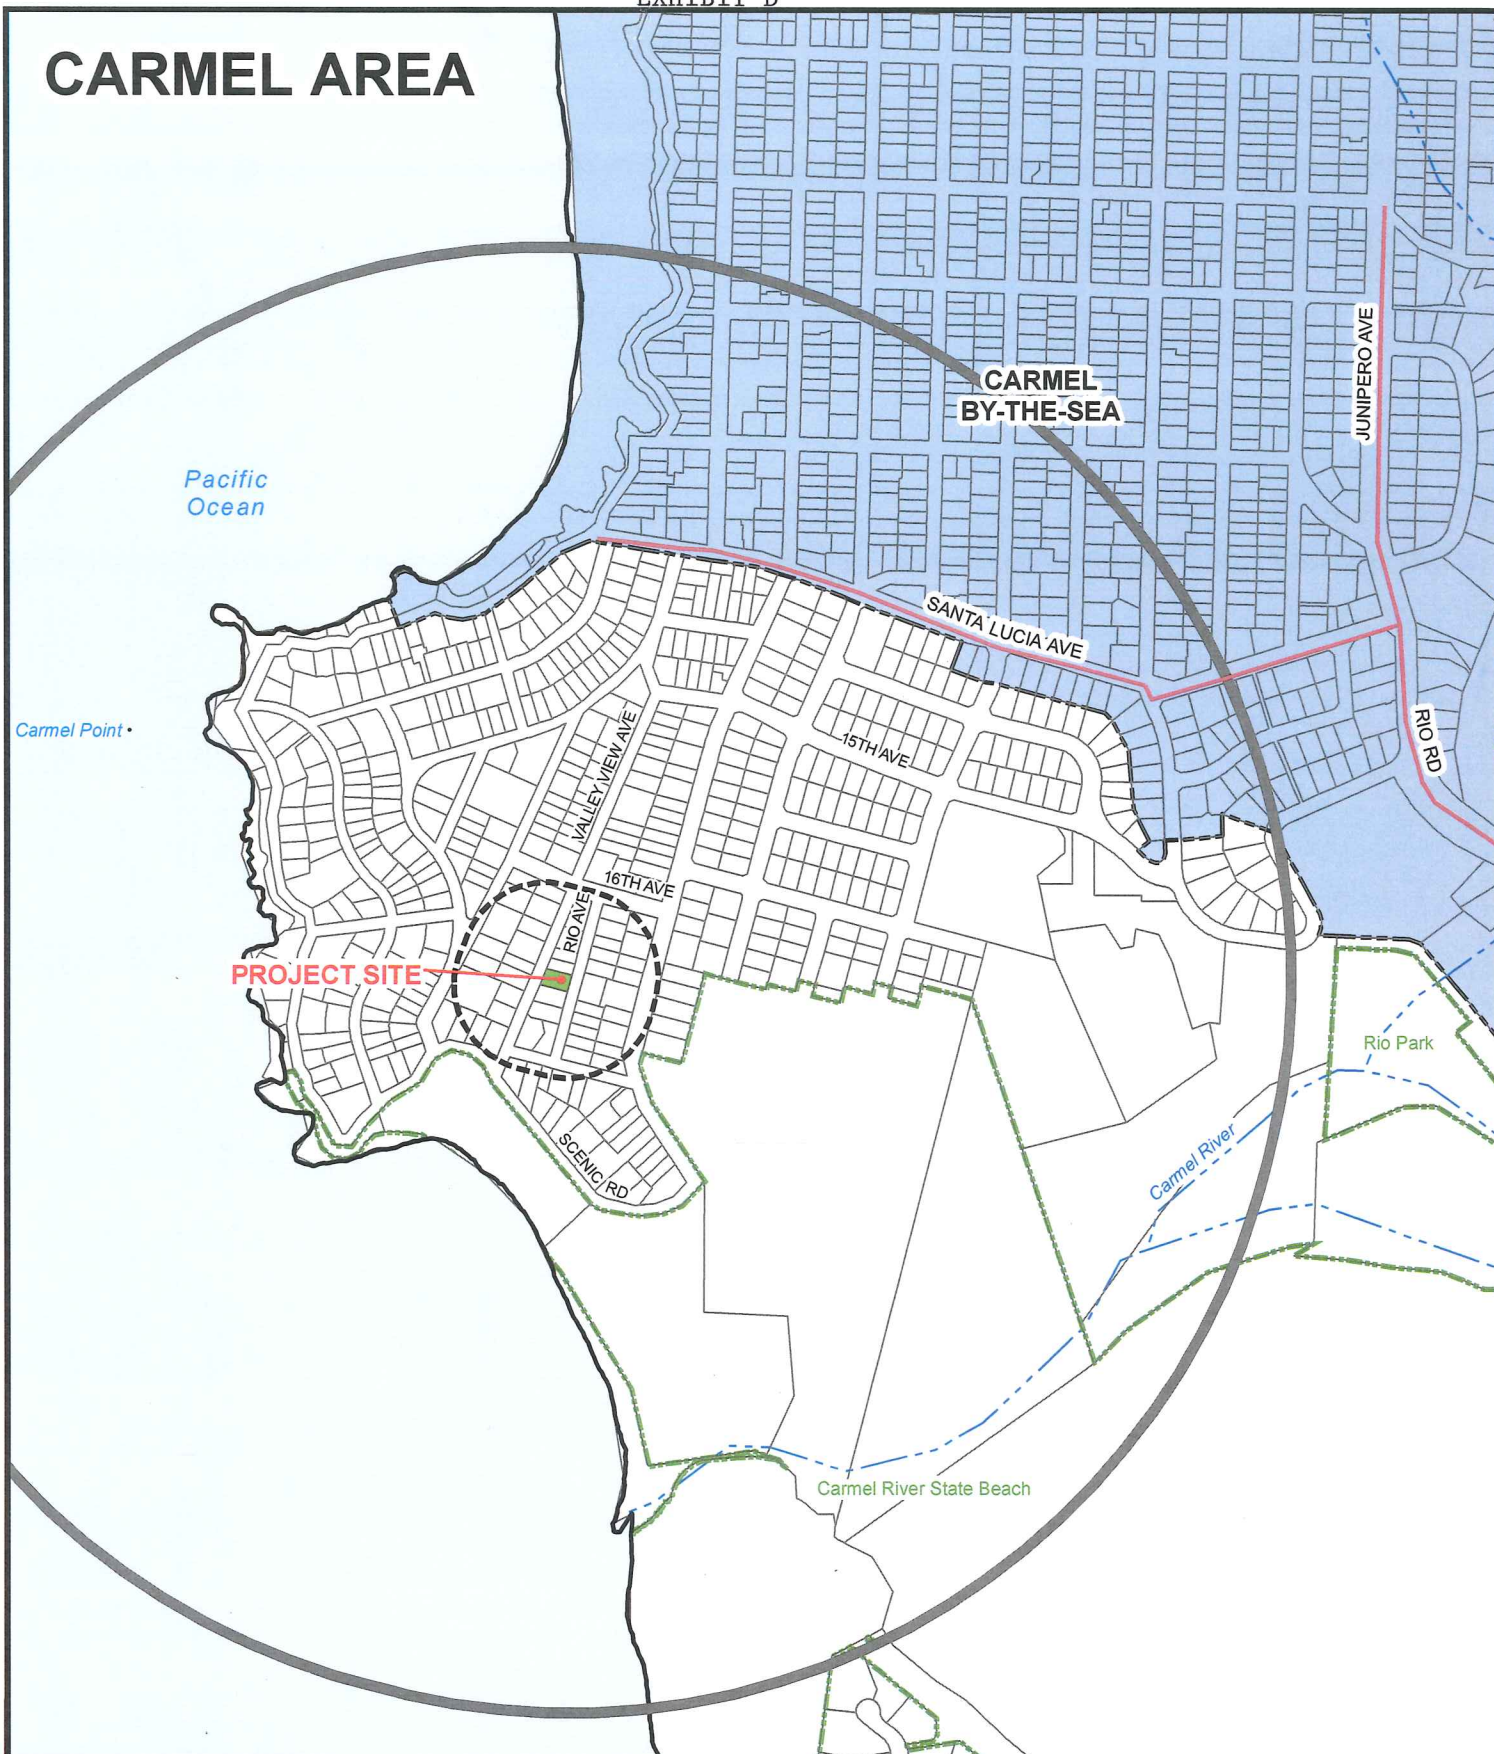 EXHIBIT D
CARMEL AREA
JUNIPERO AVE
CARMEL
BY-THE-SEA
Pacific
Ocean
SANTA LUCIA AVE
Carmel Point
VALLEY VIEW AVE
15TH AVE
RIO RD
16TH AVE
RIO AVE
PROJECT SITE
Rio Park
SCENIC RD
Carmel River
Carmel River State Beach